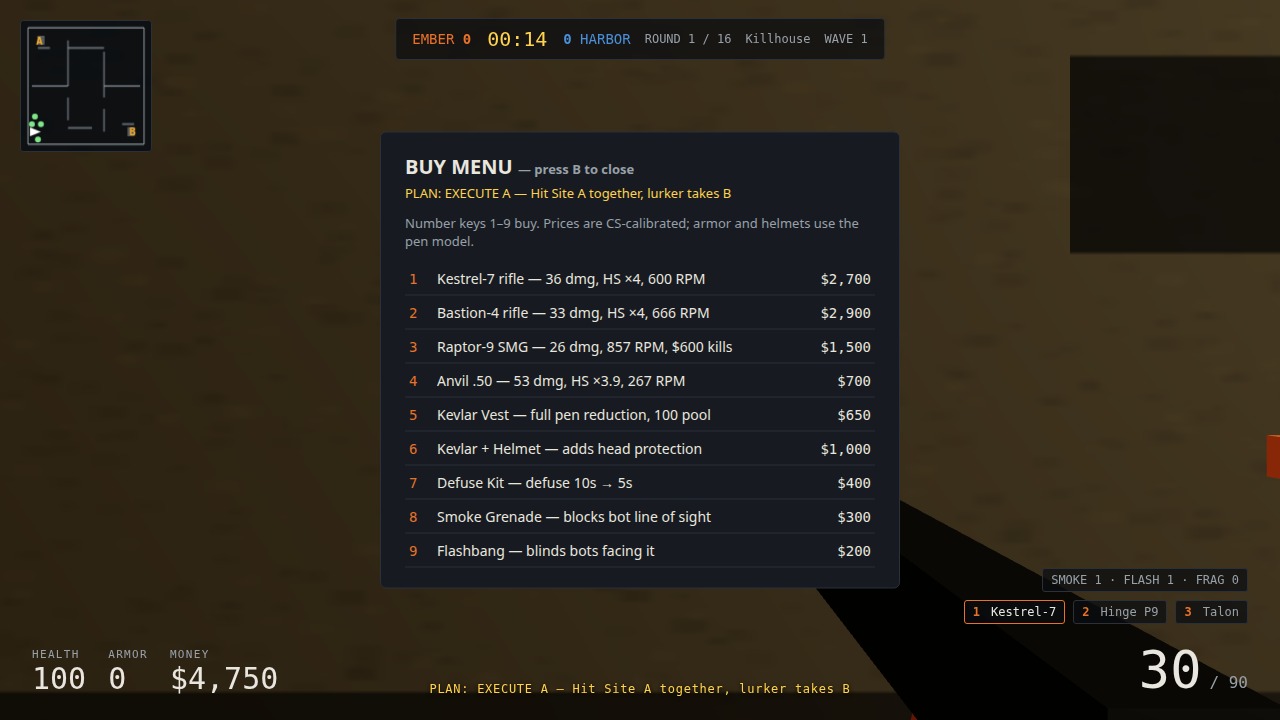 A
B
EMBER 0 00:14 0 HARBOR ROUND 1 / 16 Killhouse WAVE 1
BUY MENU — press B to close
PLAN: EXECUTE A — Hit Site A together, lurker takes B
Number keys 1–9 buy. Prices are CS-calibrated; armor and helmets use the
pen model.
1 Kestrel-7 rifle — 36 dmg, HS ×4, 600 RPM $2,700
2 Bastion-4 rifle — 33 dmg, HS ×4, 666 RPM $2,900
3 Raptor-9 SMG — 26 dmg, 857 RPM, $600 kills $1,500
4 Anvil .50 — 53 dmg, HS ×3.9, 267 RPM $700
5 Kevlar Vest — full pen reduction, 100 pool $650
6 Kevlar + Helmet — adds head protection $1,000
7 Defuse Kit — defuse 10s → 5s $400
8 Smoke Grenade — blocks bot line of sight $300
9 Flashbang — blinds bots facing it $200
SMOKE 1 · FLASH 1 · FRAG 0
1 Kestrel-7 2 Hinge P9 3 Talon
HEALTH ARMOR MONEY
100 0 $4,750
30 / 90
PLAN: EXECUTE A — Hit Site A together, lurker takes B